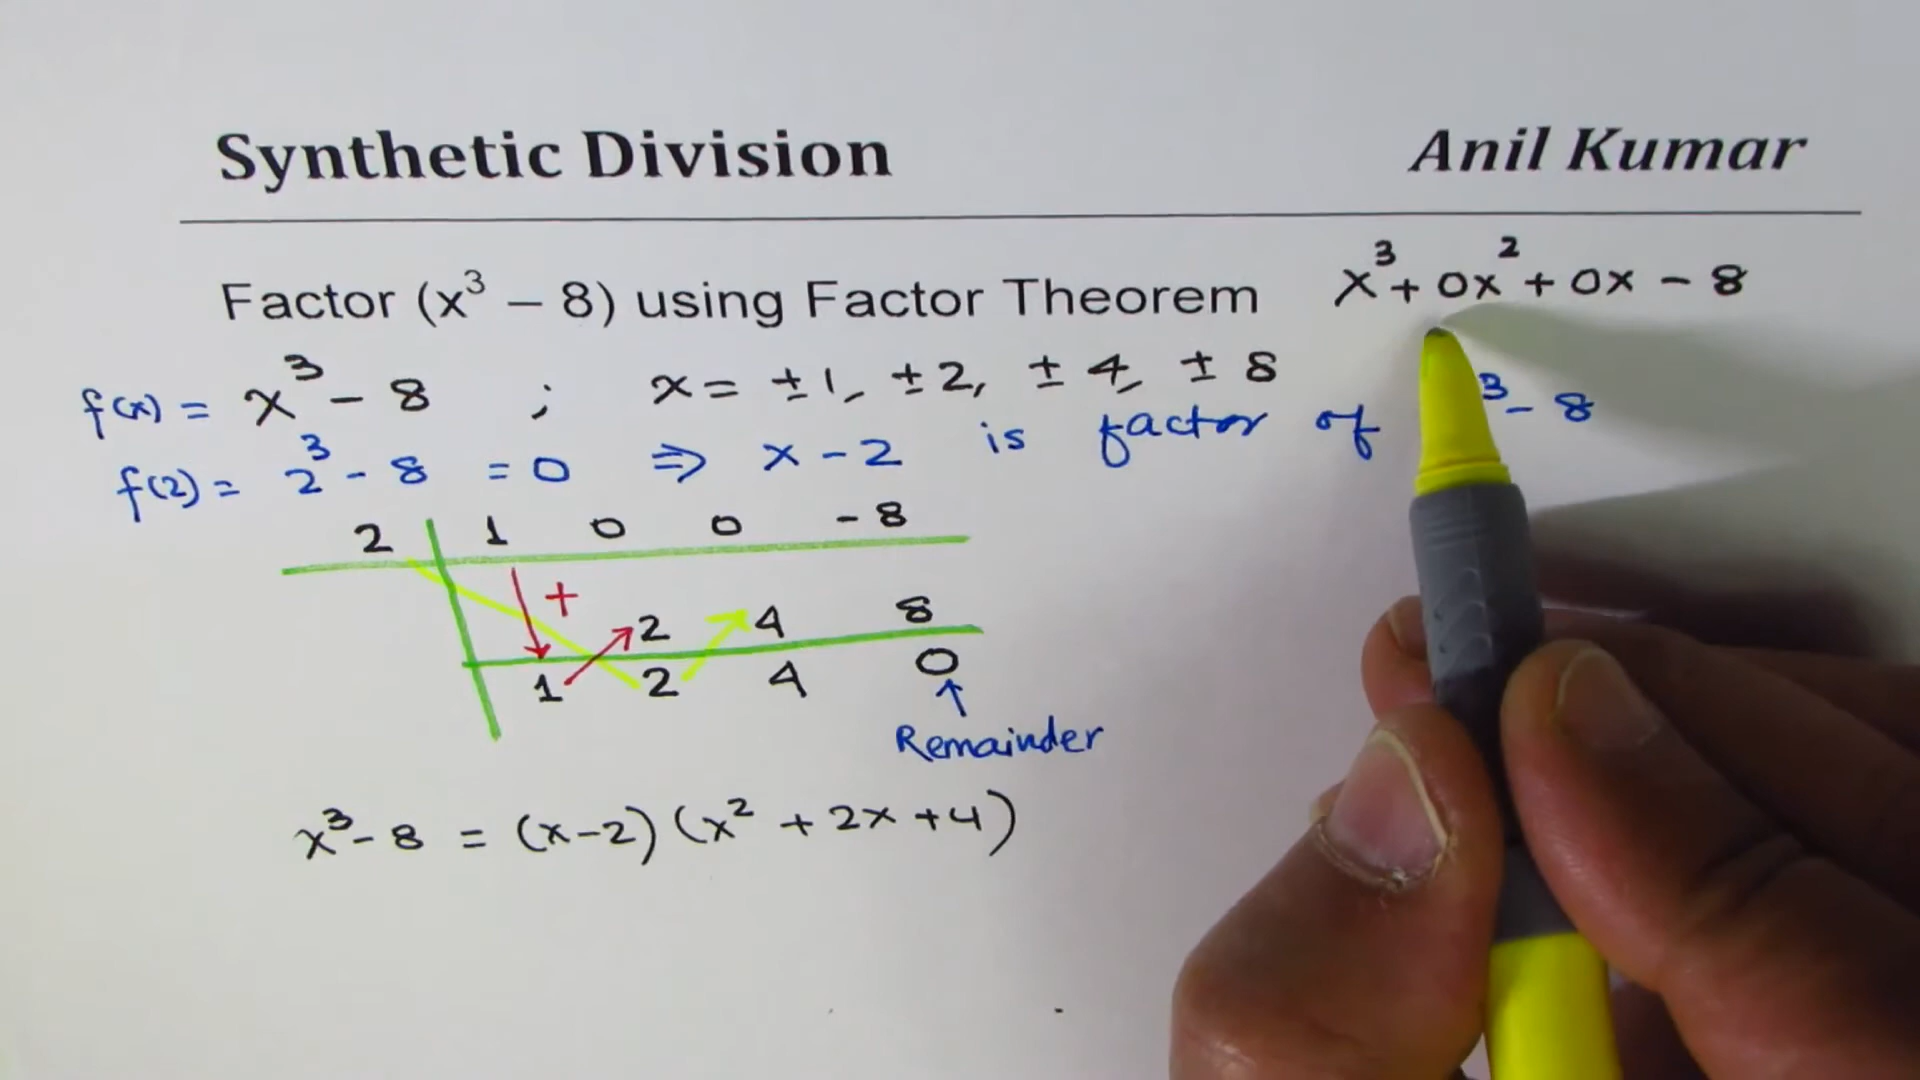 Synthetic Division Anil Kumar
Factor (x³ – 8) using Factor Theorem x³ + 0x² + 0x – 8
f(x) = x³ – 8 ; x = ±1, ±2, ±4, ±8
f(2) = 2³ – 8 = 0 ⇒ x – 2 is factor of ³ – 8
2 1 0 0 -8
+ 2 4 8
1 2 4 0
↑
Remainder
x³ – 8 = (x–2)(x² + 2x + 4)